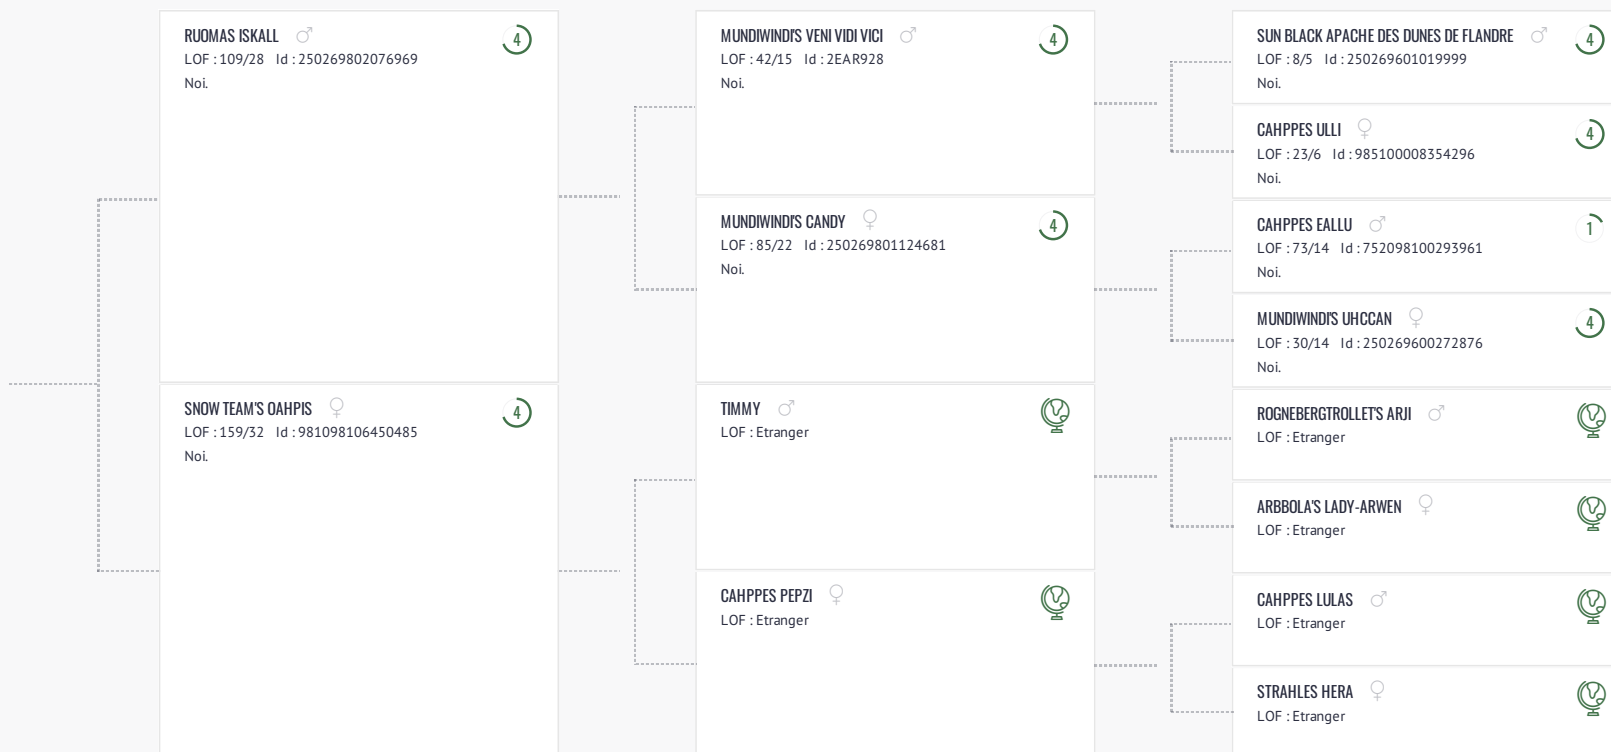 RUOMAS ISKALL 4
LOF : 109/28 Id : 250269802076969
Noi.
SNOW TEAM'S OAHPIS 4
LOF : 159/32 Id : 981098106450485
Noi.
MUNDIWINDI'S VENI VIDI VICI 4
LOF : 42/15 Id : 2EAR928
Noi.
MUNDIWINDI'S CANDY 4
LOF : 85/22 Id : 250269801124681
Noi.
TIMMY
LOF : Etranger
CAHPPES PEPZI
LOF : Etranger
SUN BLACK APACHE DES DUNES DE FLANDRE 4
LOF : 8/5 Id : 250269601019999
Noi.
CAHPPES ULLI 4
LOF : 23/6 Id : 985100008354296
Noi.
CAHPPES EALLU 1
LOF : 73/14 Id : 752098100293961
Noi.
MUNDIWINDI'S UHCCAN 4
LOF : 30/14 Id : 250269600272876
Noi.
ROGNEBERGTROLLET'S ARJI
LOF : Etranger
ARBBOLA'S LADY-ARWEN
LOF : Etranger
CAHPPES LULAS
LOF : Etranger
STRAHLES HERA
LOF : Etranger